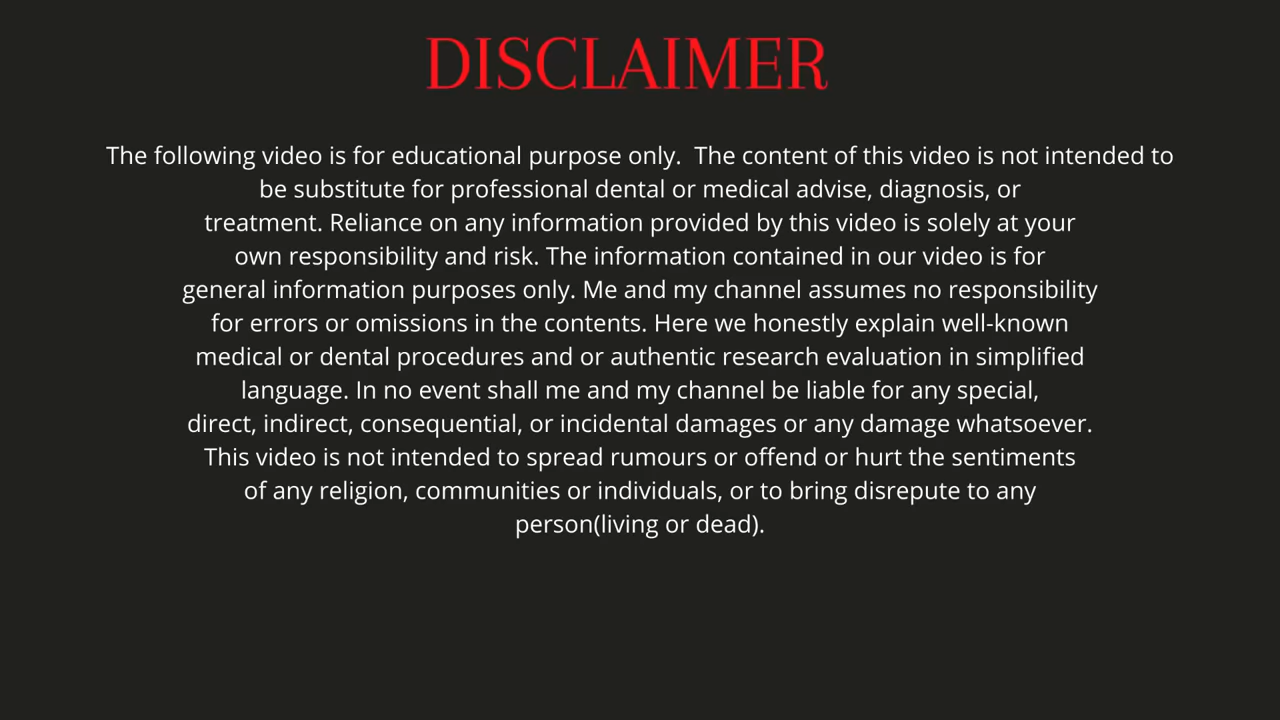 DISCLAIMER
The following video is for educational purpose only.  The content of this video is not intended to
be substitute for professional dental or medical advise, diagnosis, or
treatment. Reliance on any information provided by this video is solely at your
own responsibility and risk. The information contained in our video is for
general information purposes only. Me and my channel assumes no responsibility
for errors or omissions in the contents. Here we honestly explain well-known
medical or dental procedures and or authentic research evaluation in simplified
language. In no event shall me and my channel be liable for any special,
direct, indirect, consequential, or incidental damages or any damage whatsoever.
This video is not intended to spread rumours or offend or hurt the sentiments
of any religion, communities or individuals, or to bring disrepute to any
person(living or dead).